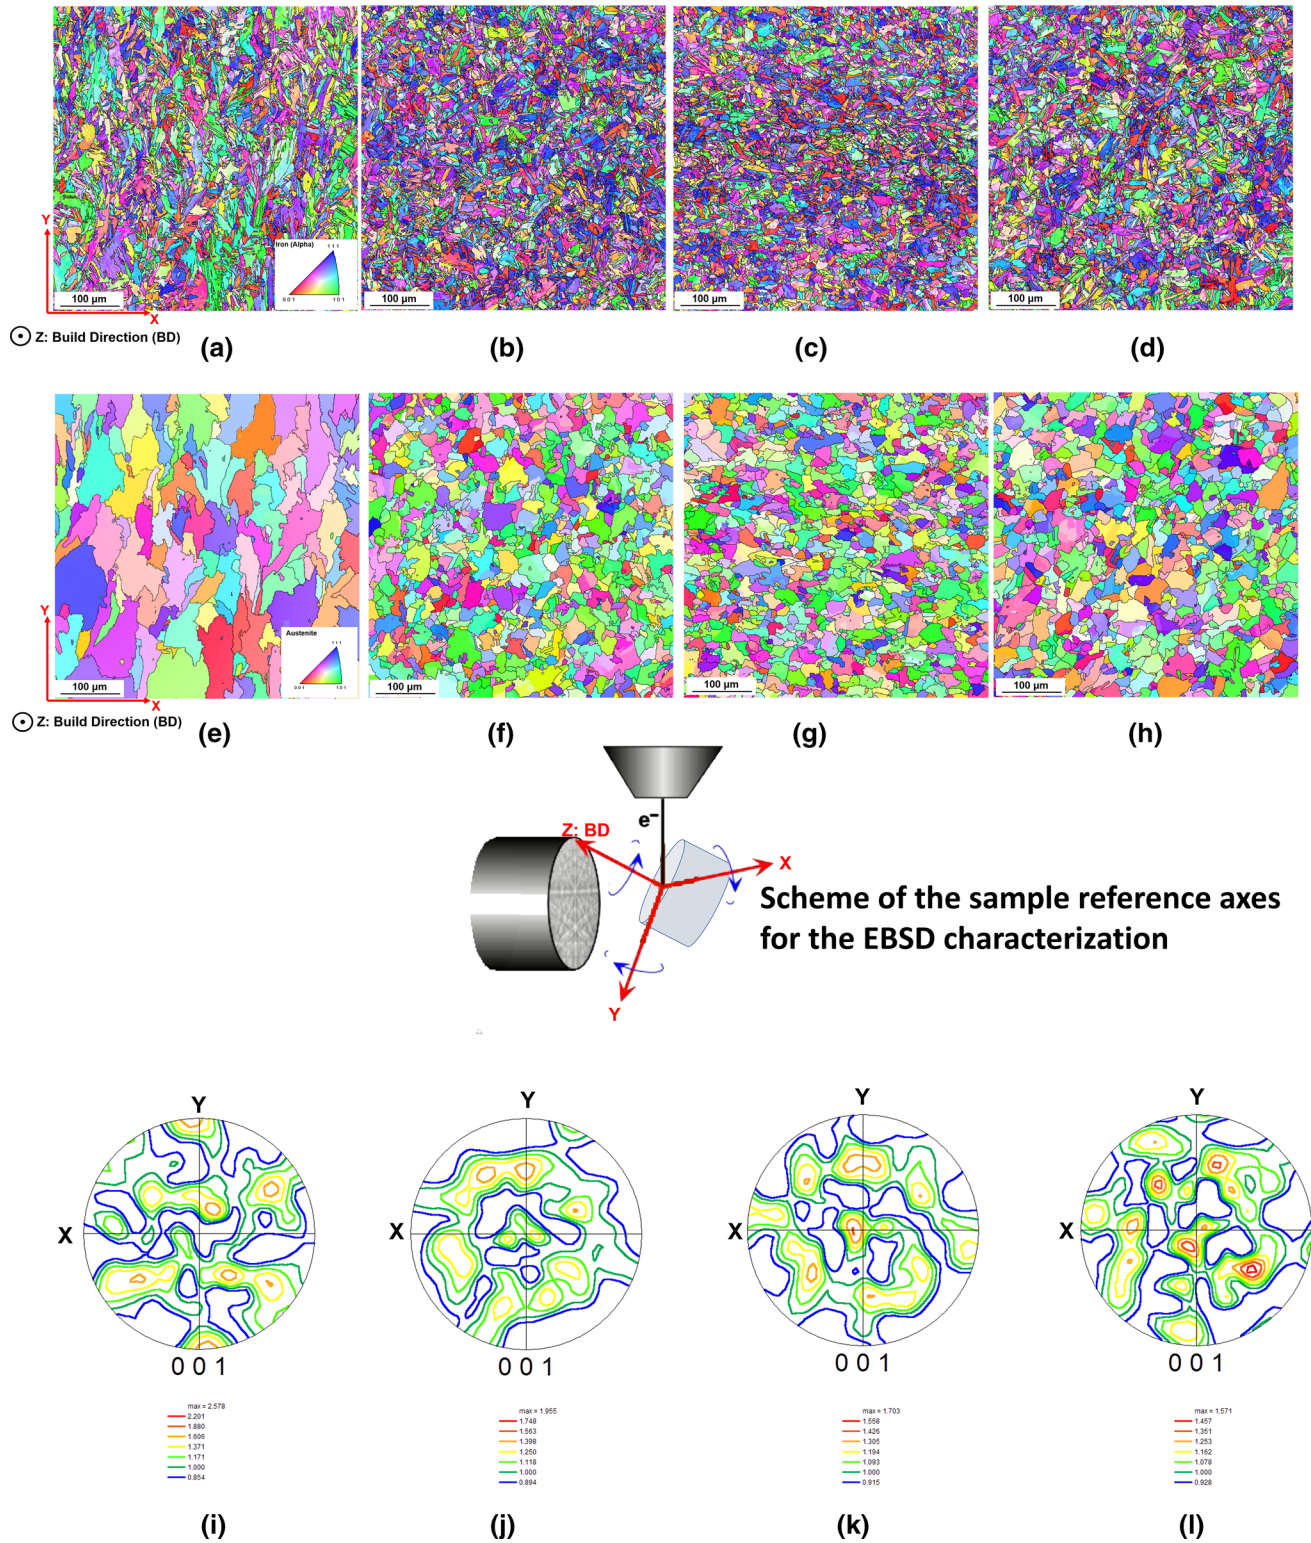 Y
Iron (Alpha)
1 1 1
0 0 1
1 0 1
100 µm
100 µm
100 µm
100 µm
X
Z: Build Direction (BD)
(a)
(b)
(c)
(d)
Y
Austenite
1 1 1
0 0 1
1 0 1
100 µm
100 µm
100 µm
100 µm
X
Z: Build Direction (BD)
(e)
(f)
(g)
(h)
e⁻
Z: BD
X
Scheme of the sample reference axes
for the EBSD characterization
Y
Y
Y
Y
Y
X
X
X
X
0 0 1
0 0 1
0 0 1
0 0 1
max = 2.578
2.201
1.880
1.606
1.371
1.171
1.000
0.854
max = 1.955
1.748
1.563
1.398
1.250
1.118
1.000
0.894
max = 1.703
1.558
1.426
1.305
1.194
1.093
1.000
0.915
max = 1.571
1.457
1.351
1.253
1.162
1.078
1.000
0.928
(i)
(j)
(k)
(l)